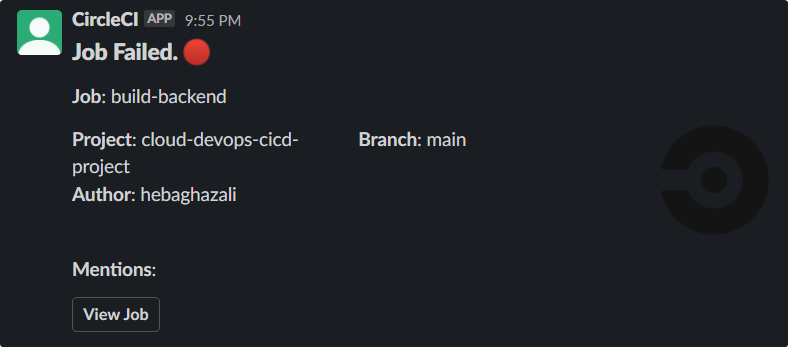 CircleCI APP 9:55 PM
Job Failed.
Job: build-backend
Project: cloud-devops-cicd-
project
Branch: main
Author: hebaghazali
Mentions:
View Job